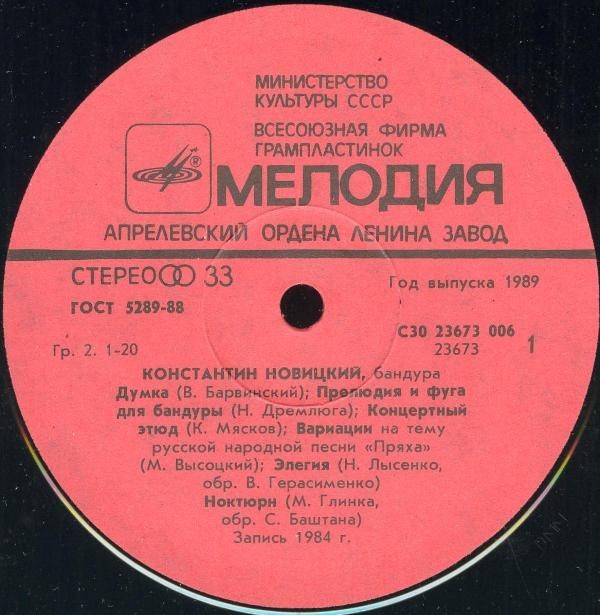 МИНИСТЕРСТВО
КУЛЬТУРЫ СССР
ВСЕСОЮЗНАЯ ФИРМА
ГРАМПЛАСТИНОК
®
МЕЛОДИЯ
АПРЕЛЕВСКИЙ ОРДЕНА ЛЕНИНА ЗАВОД
СТЕРЕО 33
Год выпуска 1989
ГОСТ 5289-88
С30 23673 006
Гр. 2. 1-20
23673
1
КОНСТАНТИН НОВИЦКИЙ, бандура
Думка (В. Барвинский); Прелюдия и фуга
для бандуры (Н. Дремлюга); Концертный
этюд (К. Мясков); Вариации на тему
русской народной песни «Пряха»
(М. Высоцкий); Элегия (Н. Лысенко,
обр. В. Герасименко)
Ноктюрн (М. Глинка,
обр. С. Баштана)
Запись 1984 г.